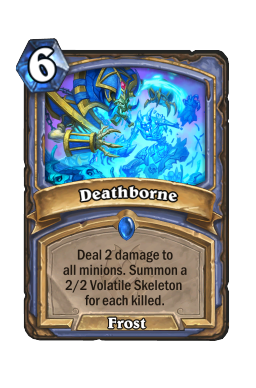 6
Deathborne
Deal 2 damage to
all minions. Summon a
2/2 Volatile Skeleton
for each killed.
Frost